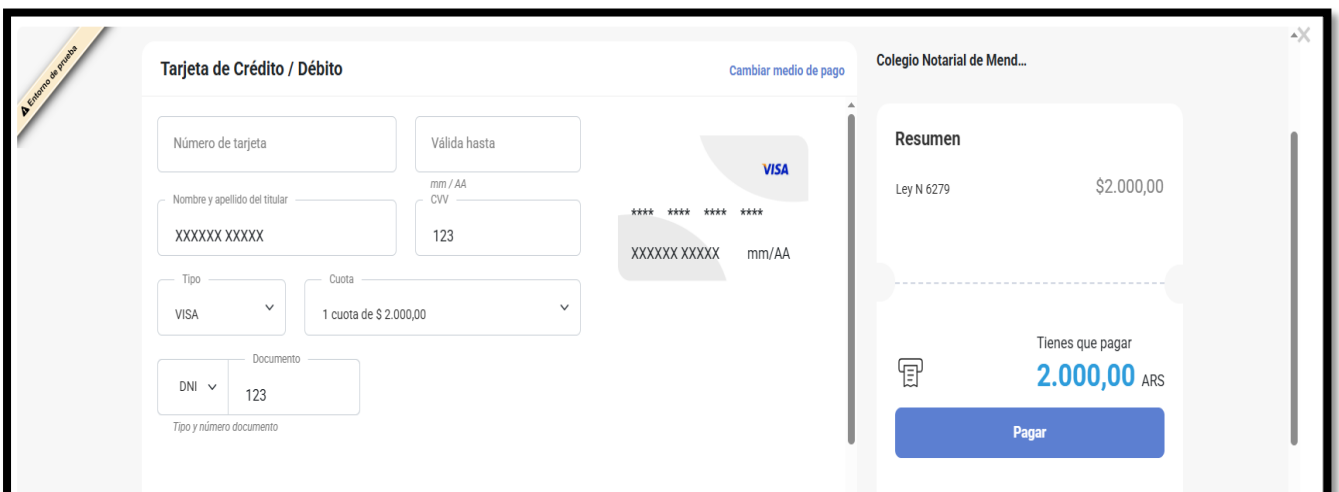 Entorno de prueba
Tarjeta de Crédito / Débito
Cambiar medio de pago
Número de tarjeta
Válida hasta
mm / AA
Nombre y apellido del titular
XXXXXX XXXXX
CVV
123
Tipo
VISA
Cuota
1 cuota de $ 2.000,00
Documento
DNI
123
Tipo y número documento
VISA
**** **** **** ****
XXXXXX XXXXX mm/AA
Colegio Notarial de Mend...
Resumen
Ley N 6279 $2.000,00
Tienes que pagar
2.000,00 ARS
Pagar